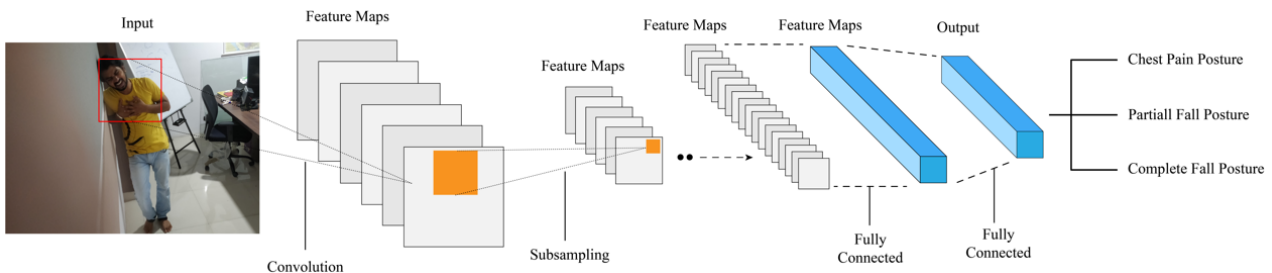 Input
Feature Maps
Feature Maps
Feature Maps
Feature Maps
Output
Chest Pain Posture
Partiall Fall Posture
Complete Fall Posture
Convolution
Subsampling
Fully
Connected
Fully
Connected